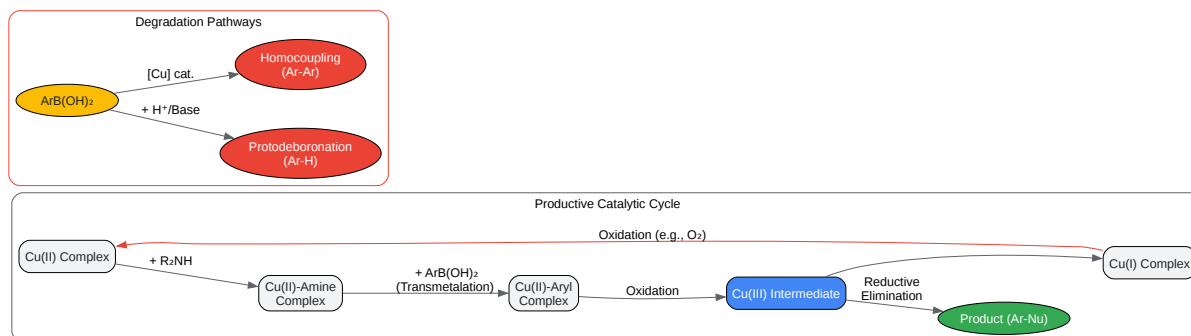 Degradation Pathways
Homocoupling
(Ar-Ar)
[Cu] cat.
ArB(OH)₂
+ H⁺/Base
Protodeboronation
(Ar-H)
Productive Catalytic Cycle
Oxidation (e.g., O₂)
Cu(II) Complex
+ R₂NH
Cu(II)-Amine
Complex
+ ArB(OH)₂
(Transmetalation)
Cu(II)-Aryl
Complex
Oxidation
Cu(III) Intermediate
Reductive
Elimination
Cu(I) Complex
Product (Ar-Nu)